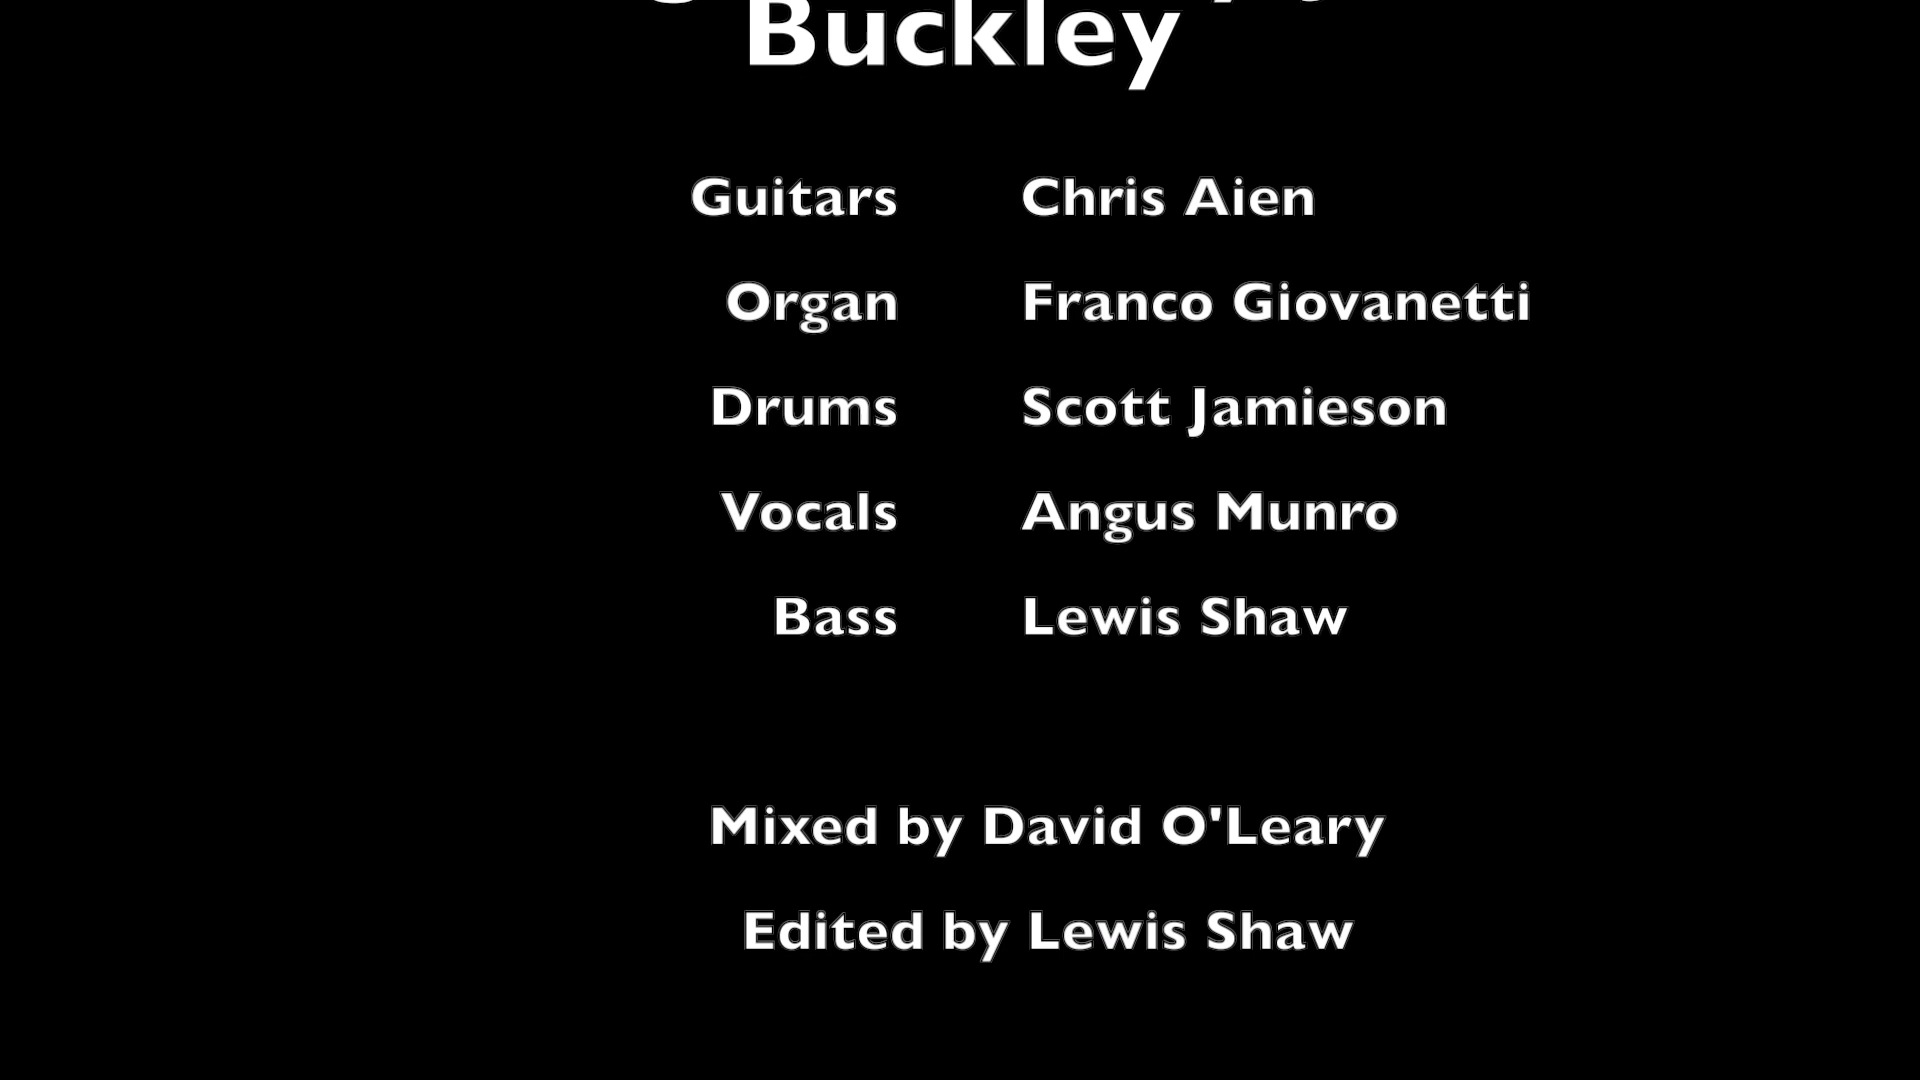 Buckley
Guitars Chris Aien
Organ Franco Giovanetti
Drums Scott Jamieson
Vocals Angus Munro
Bass Lewis Shaw
Mixed by David O'Leary
Edited by Lewis Shaw